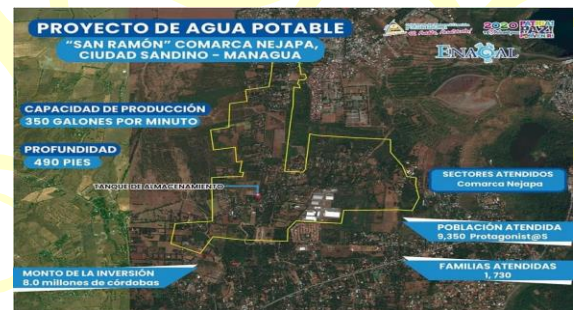 PROYECTO DE AGUA POTABLE
"SAN RAMÓN" COMARCA NEJAPA,
CIUDAD SANDINO - MANAGUA
2020
ENACAL
CAPACIDAD DE PRODUCCIÓN
350 GALONES POR MINUTO
PROFUNDIDAD
490 PIES
TANQUE DE ALMACENAMIENTO
SECTORES ATENDIDOS
Comarca Nejapa
POBLACIÓN ATENDIDA
9,350 Protagonist@S
FAMILIAS ATENDIDAS
1,730
MONTO DE LA INVERSIÓN
8.0 millones de córdobas